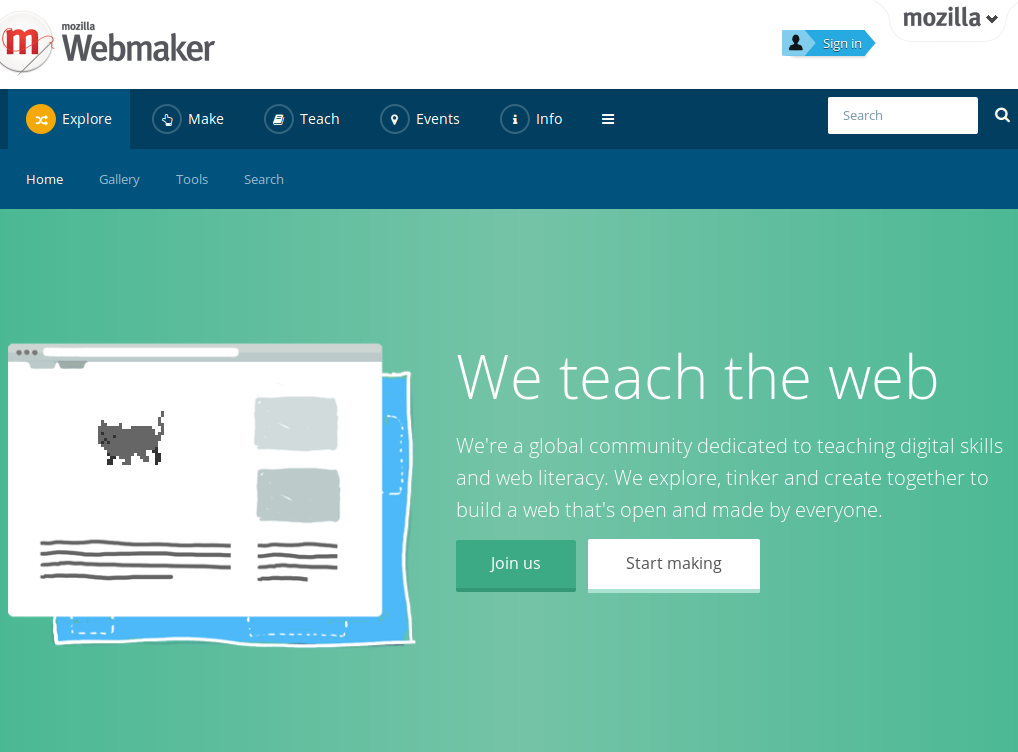 mozilla
Webmaker
Sign in
mozilla
Explore
Make
Teach
Events
Info
Search
Home
Gallery
Tools
Search
We teach the web
We're a global community dedicated to teaching digital skills
and web literacy. We explore, tinker and create together to
build a web that's open and made by everyone.
Join us
Start making